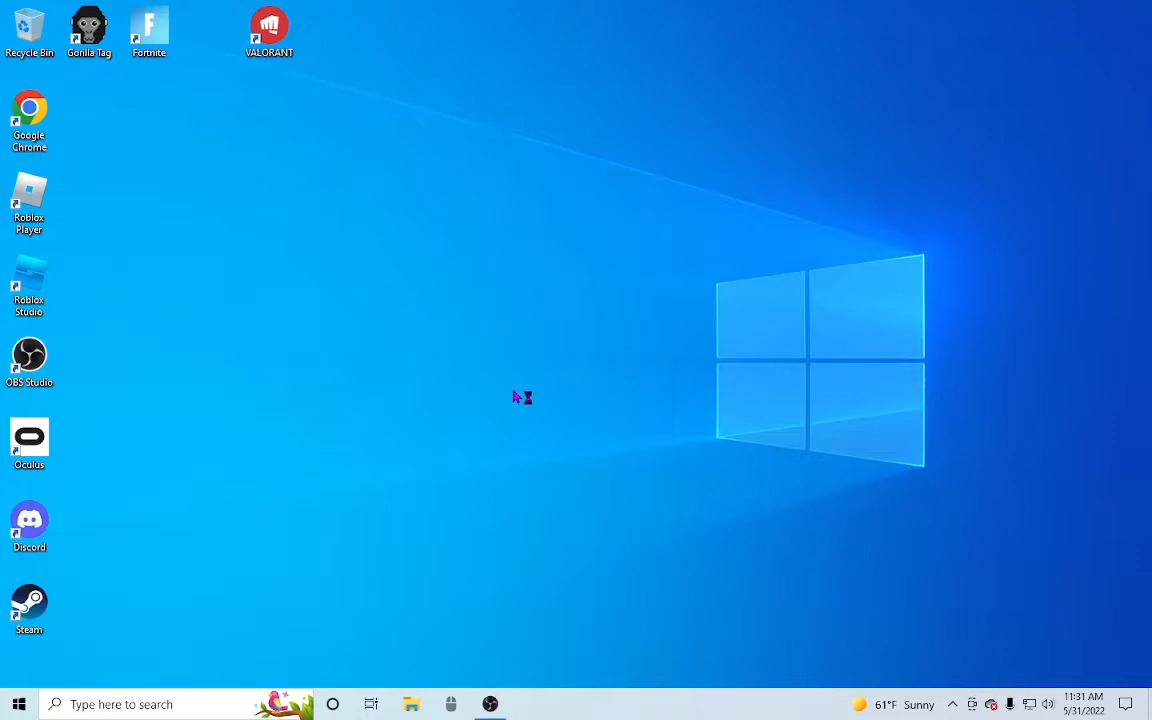 Recycle Bin
Gorilla Tag
Fortnite
VALORANT
Google
Chrome
Roblox
Player
Roblox
Studio
OBS Studio
Oculus
Discord
Steam
Type here to search
61°F Sunny
11:31 AM
5/31/2022